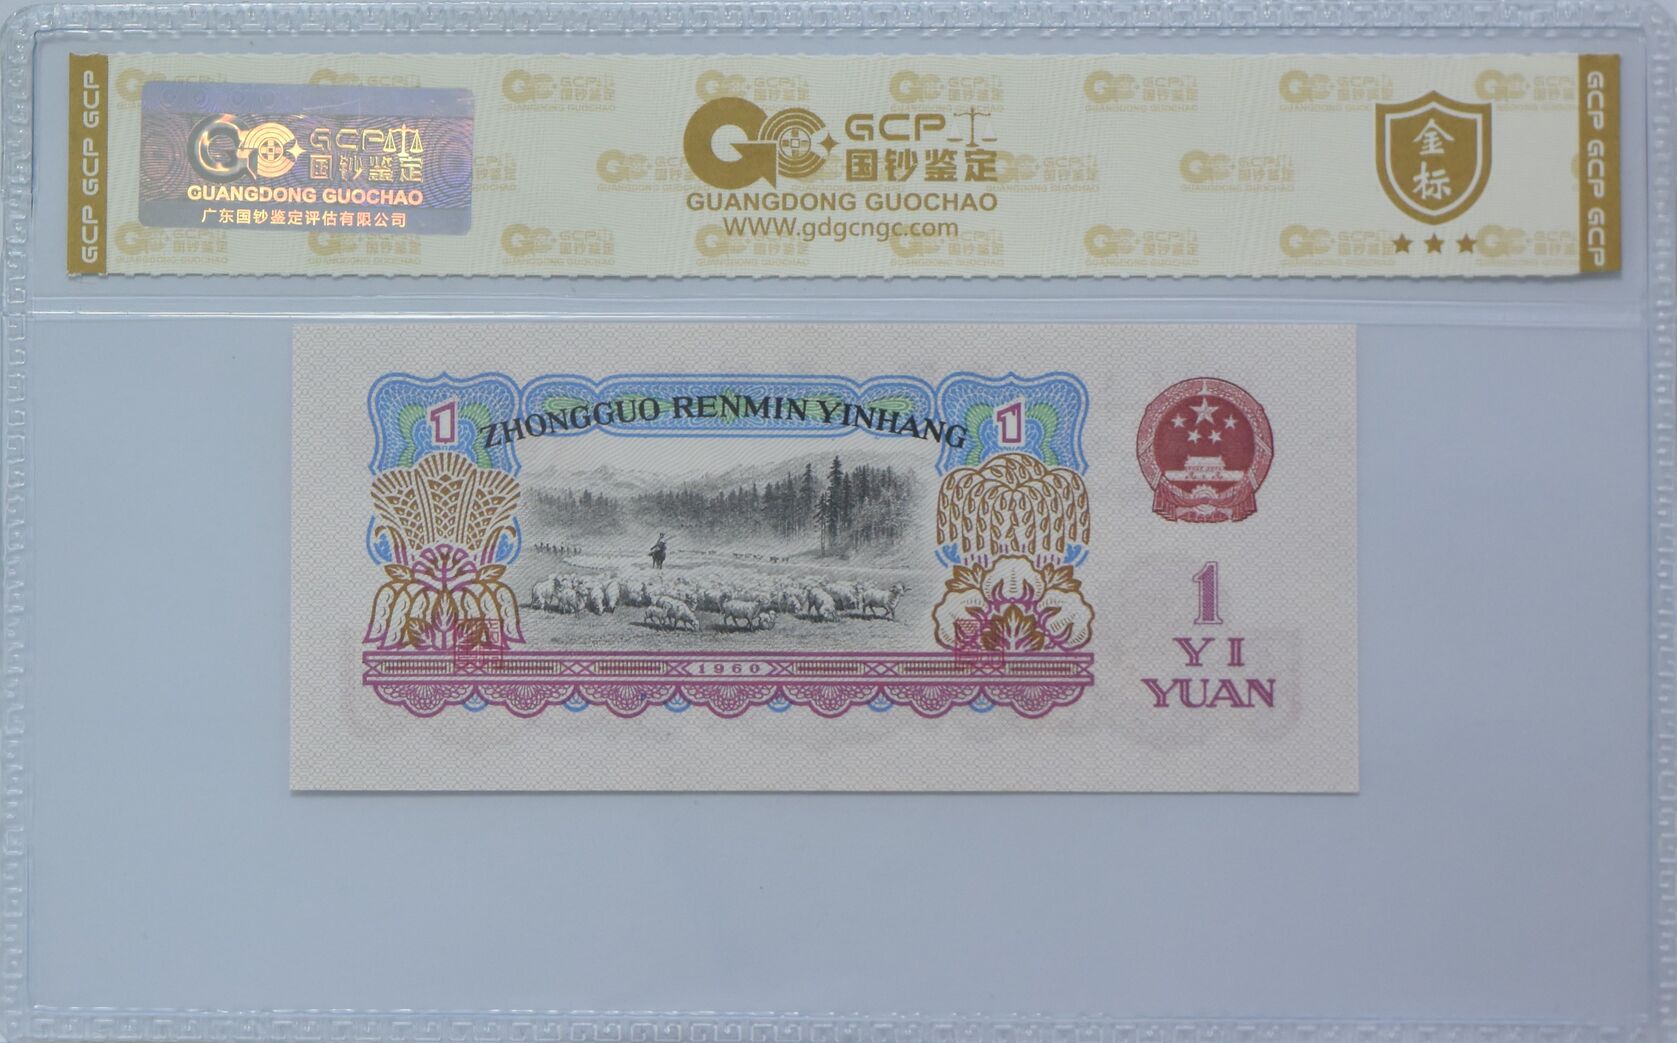 GCP GCP GCP
GCP
国钞鉴定
GUANGDONG GUOCHAO
广东国钞鉴定评估有限公司
GCP
国钞鉴定
GUANGDONG GUOCHAO
WWW.gdgcngc.com
金标
GCP GCP GCP
ZHONGGUO RENMIN YINHANG
1
1
1960
1
YI
YUAN